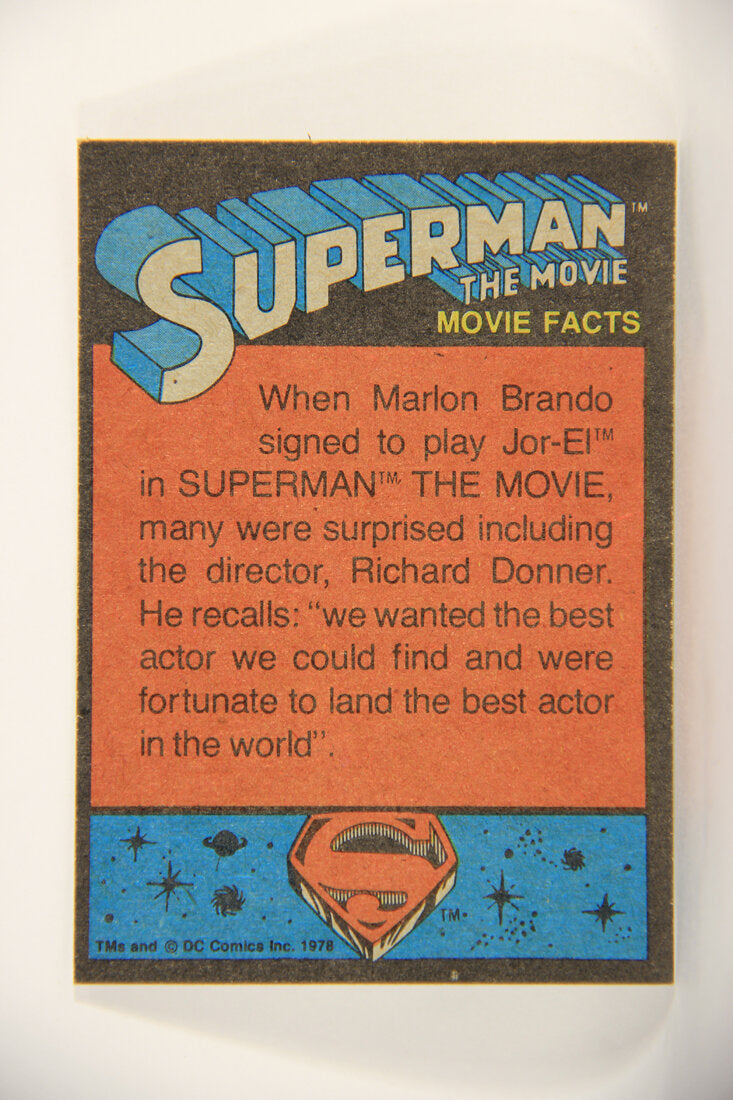 SUPERMAN™
THE MOVIE
MOVIE FACTS
When Marlon Brando
signed to play Jor-El™
in SUPERMAN™ THE MOVIE,
many were surprised including
the director, Richard Donner.
He recalls: “we wanted the best
actor we could find and were
fortunate to land the best actor
in the world”.
S
TM
TMs and © DC Comics Inc. 1978